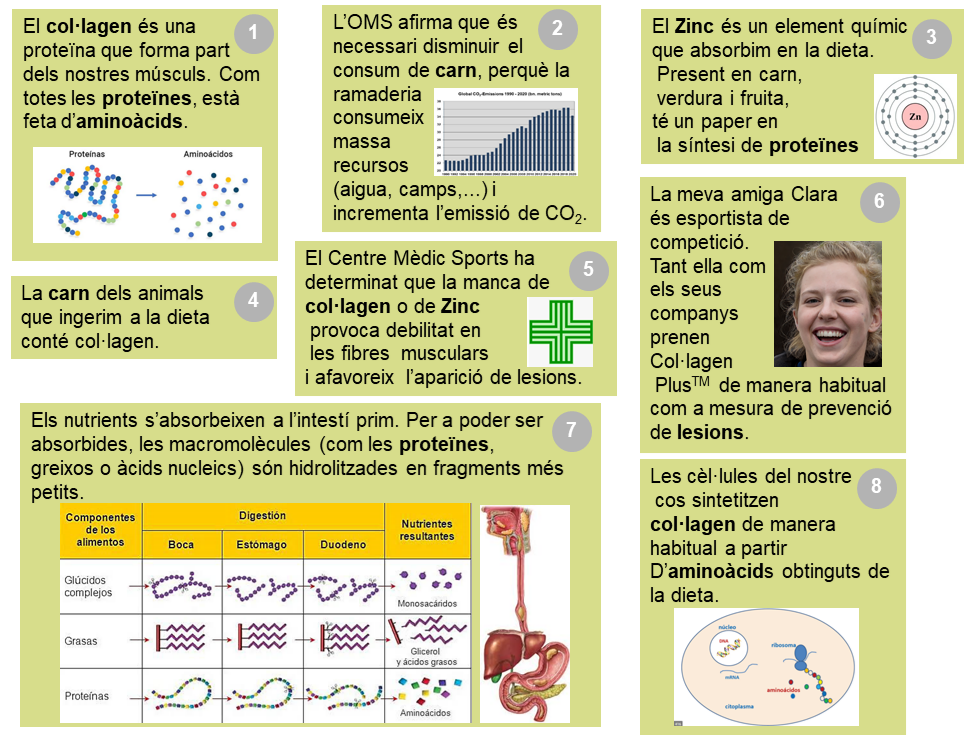 El col·lagen és una
proteïna que forma part
dels nostres músculs. Com
totes les proteïnes, està
feta d'aminoàcids.
1
Proteínas
Aminoácidos
L'OMS afirma que és
necessari disminuir el
consum de carn, perquè la
ramaderia
consumeix
massa
recursos
(aigua, camps,…) i
incrementa l'emissió de CO2.
2
Global CO2-Emissions 1990 - 2020 (bn. metric tons)
El Zinc és un element químic
que absorbim en la dieta.
Present en carn,
verdura i fruita,
té un paper en
la síntesi de proteïnes
3
Zn
La carn dels animals
que ingerim a la dieta
conté col·lagen.
4
El Centre Mèdic Sports ha
determinat que la manca de
col·lagen o de Zinc
provoca debilitat en
les fibres musculars
i afavoreix l'aparició de lesions.
5
La meva amiga Clara
és esportista de
competició.
Tant ella com
els seus
companys
prenen
Col·lagen
PlusTM de manera habitual
com a mesura de prevenció
de lesions.
6
Els nutrients s'absorbeixen a l'intestí prim. Per a poder ser
absorbides, les macromolècules (com les proteïnes,
greixos o àcids nucleics) són hidrolitzades en fragments més
petits.
7
Componentes
de los
alimentos
Digestión
Boca
Estómago
Duodeno
Nutrientes
resultantes
Glúcidos
complejos
Monosacáridos
Grasas
Glicerol
y ácidos grasos
Proteínas
Aminoácidos
Les cèl·lules del nostre
cos sintetitzen
col·lagen de manera
habitual a partir
D'aminoàcids obtinguts de
la dieta.
8
núcleo
DNA
mRNA
ribosoma
aminoácidos
citoplasma